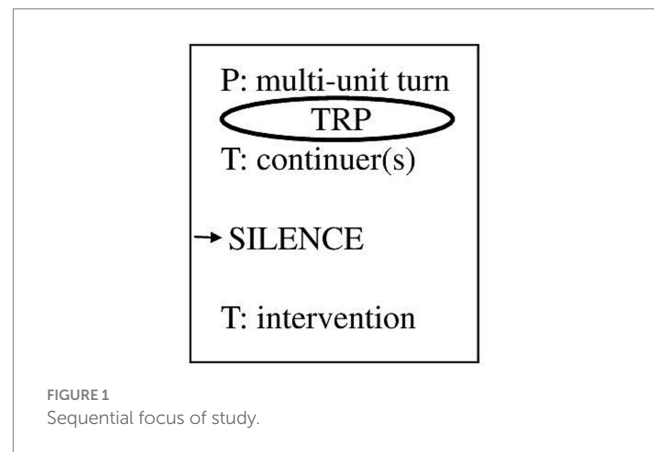 P: multi-unit turn
TRP
T: continuer(s)
→ SILENCE
T: intervention
FIGURE 1
Sequential focus of study.